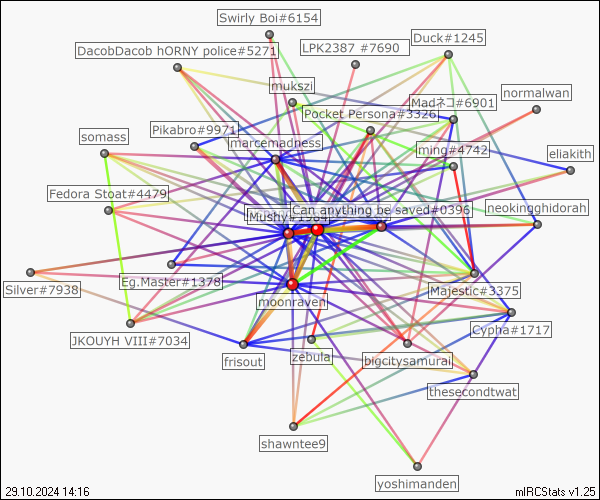 Swirly Boi#6154
DacobDacob hORNY police#5271
LPK2387 #7690
Duck#1245
mukszi
Madネコ#6901
normalwan
Pocket Persona#3326
Pikabro#9971
marcemadness
somass
ming#4742
eliakith
Fedora Stoat#4479
Mushy#1984
Can anything be saved#0396
neokingghidorah
Silver#7938
Eg.Master#1378
moonraven
Majestic#3375
JKOUYH VIII#7034
Cypha#1717
frisout
zebula
bigcitysamurai
thesecondtwat
shawntee9
yoshimanden
29.10.2024 14:16
mIRCStats v1.25